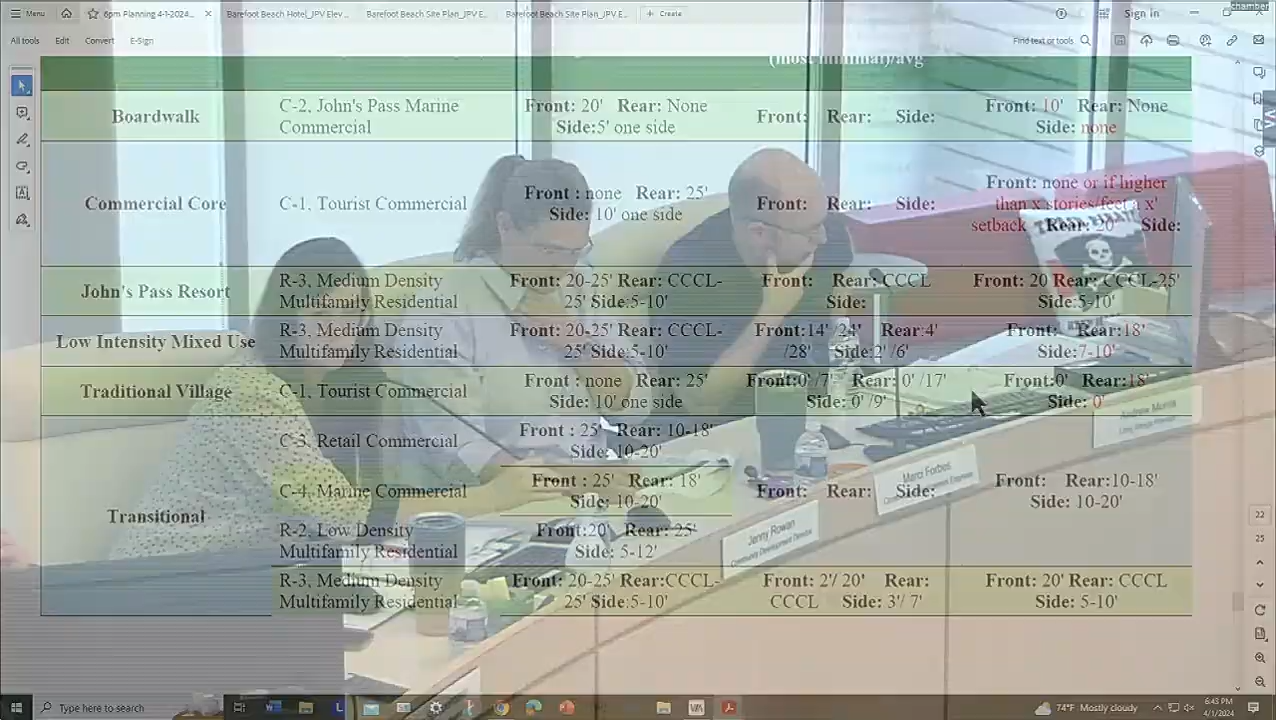 chamber
Menu
6pm Planning 4-1-2024...
Barefoot Beach Hotel_JPV Elev...
Barefoot Beach Site Plan_JPV E...
Barefoot Beach Site Plan_JPV E...
+ Create
Sign in
All tools Edit Convert E-Sign
Find text or tools
(most minimal)/avg
Boardwalk
C-2, John's Pass Marine
Commercial
Front: 20' Rear: None
Side:5' one side
Front: Rear: Side:
Front: 10' Rear: None
Side: none
Commercial Core
C-1, Tourist Commercial
Front : none Rear: 25'
Side: 10' one side
Front: Rear: Side:
Front: none or if higher
than x stories/feet a x'
setback Rear: 20' Side:
John's Pass Resort
R-3, Medium Density
Multifamily Residential
Front: 20-25' Rear: CCCL-
25' Side:5-10'
Front: Rear: CCCL
Side:
Front: 20 Rear: CCCL-25'
Side:5-10'
Low Intensity Mixed Use
R-3, Medium Density
Multifamily Residential
Front: 20-25' Rear: CCCL-
25' Side:5-10'
Front:14' /24' Rear:4'
/28' Side:2' /6'
Front: Rear:18'
Side:7-10'
Traditional Village
C-1, Tourist Commercial
Front : none Rear: 25'
Side: 10' one side
Front:0' /7' Rear: 0' /17'
Side: 0' /9'
Front:0' Rear:18'
Side: 0'
Transitional
C-3, Retail Commercial
Front : 25' Rear: 10-18'
Side: 10-20'
C-4, Marine Commercial
Front : 25' Rear: 18'
Side: 10-20'
Front: Rear: Side:
Front: Rear:10-18'
Side: 10-20'
R-2, Low Density
Multifamily Residential
Front:20' Rear: 25'
Side: 5-12'
R-3, Medium Density
Multifamily Residential
Front: 20-25' Rear:CCCL-
25' Side:5-10'
Front: 2'/ 20' Rear:
CCCL Side: 3'/ 7'
Front: 20' Rear: CCCL
Side: 5-10'
Marci Forbes
Jenny Rowan
Community Development Director
22
25
Type here to search
74°F Mostly cloudy
6:43 PM
4/1/2024